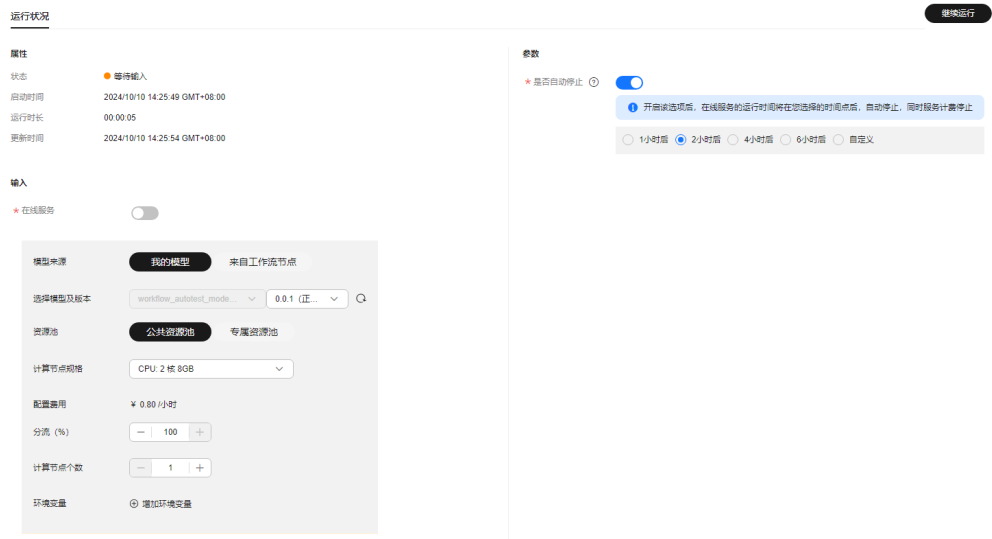 运行状况
继续运行
属性
状态 等待输入
启动时间 2024/10/10 14:25:49 GMT+08:00
运行时长 00:00:05
更新时间 2024/10/10 14:25:54 GMT+08:00
输入
* 在线服务
模型来源 我的模型 来自工作流节点
选择模型及版本 workflow_autotest_mode... 0.0.1（正...
资源池 公共资源池 专属资源池
计算节点规格 CPU: 2 核 8GB
配置费用 ¥ 0.80 /小时
分流（%） 100
计算节点个数 1
环境变量 增加环境变量
参数
* 是否自动停止
开启该选项后，在线服务的运行时间将在您选择的时间点后，自动停止，同时服务计费停止
1小时后 2小时后 4小时后 6小时后 自定义